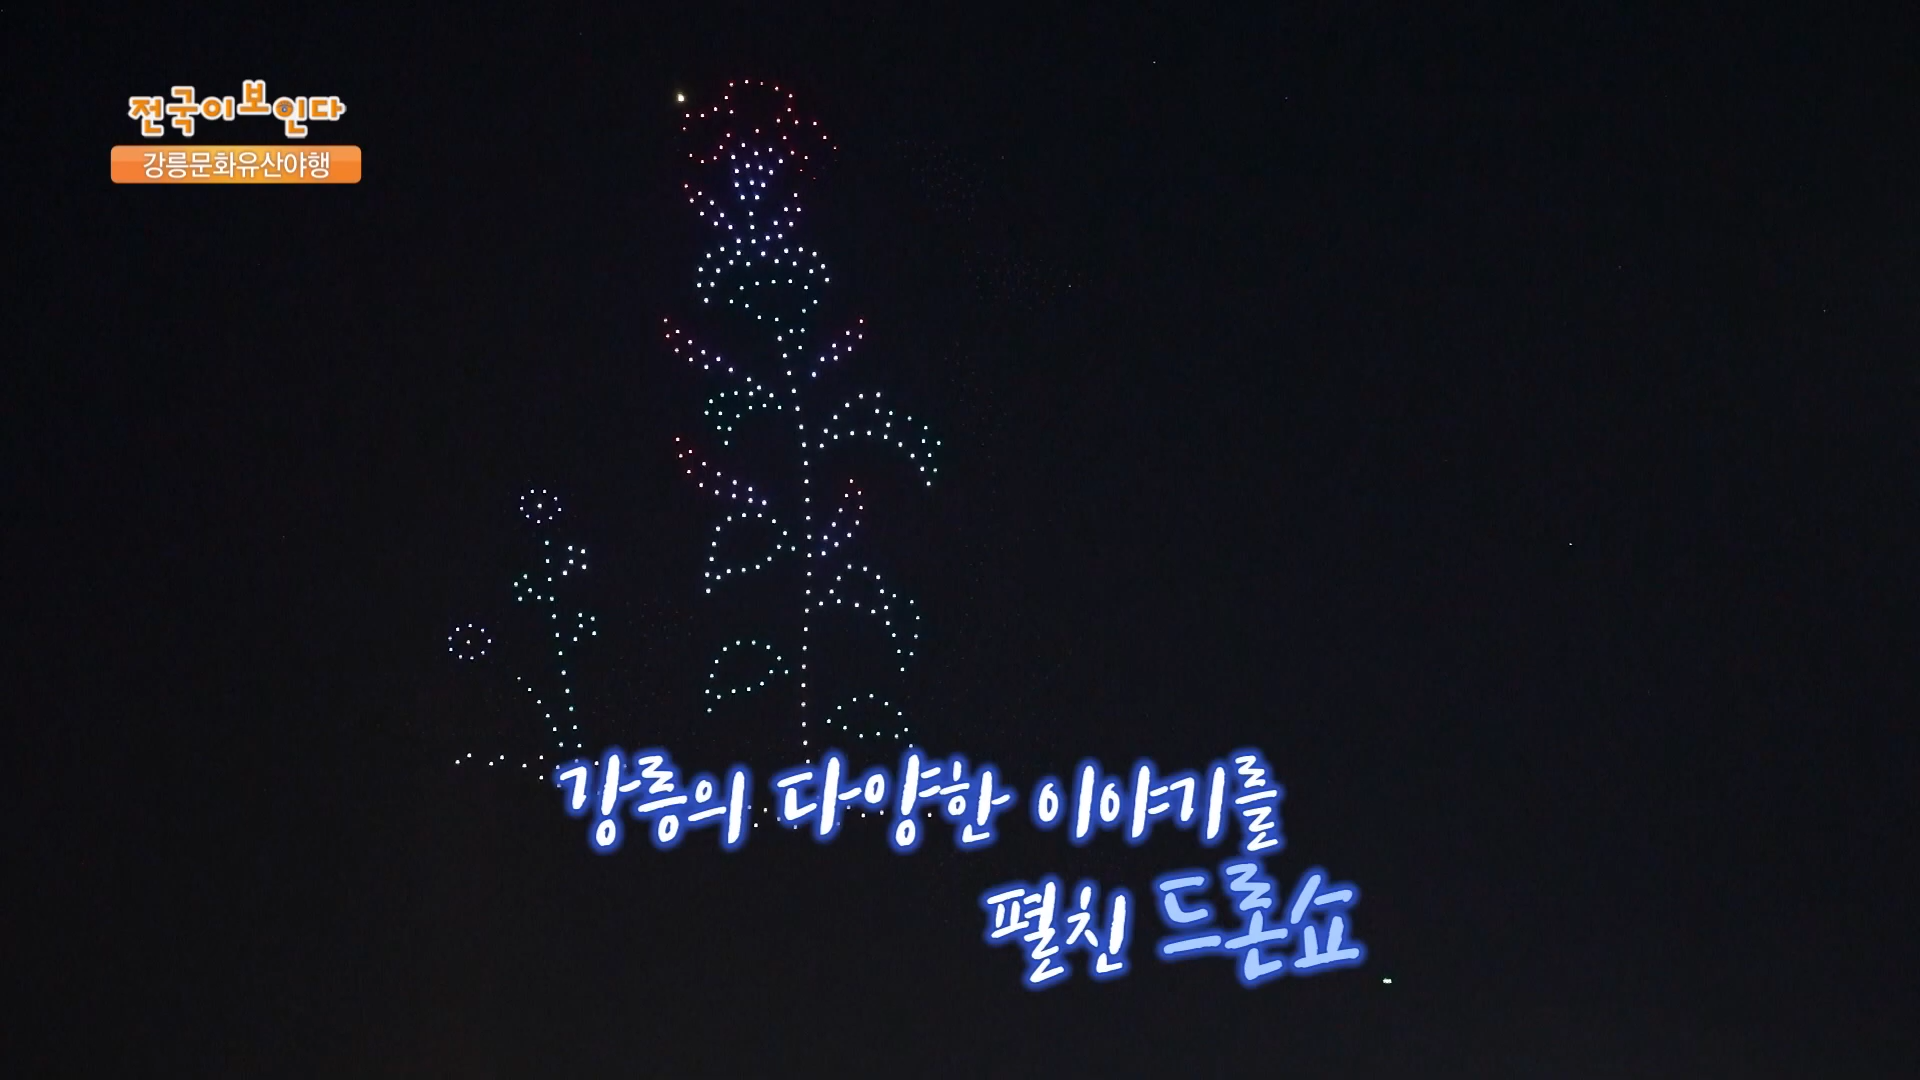 전국이보인다
강릉문화유산야행
강릉의 다양한 이야기를
펼친 드론쇼